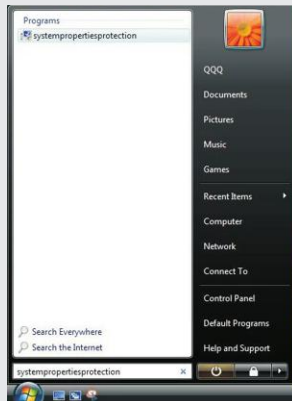 Programs
systempropertiesprotection
Search Everywhere
Search the Internet
systempropertiesprotection
QQQ
Documents
Pictures
Music
Games
Recent Items
Computer
Network
Connect To
Control Panel
Default Programs
Help and Support